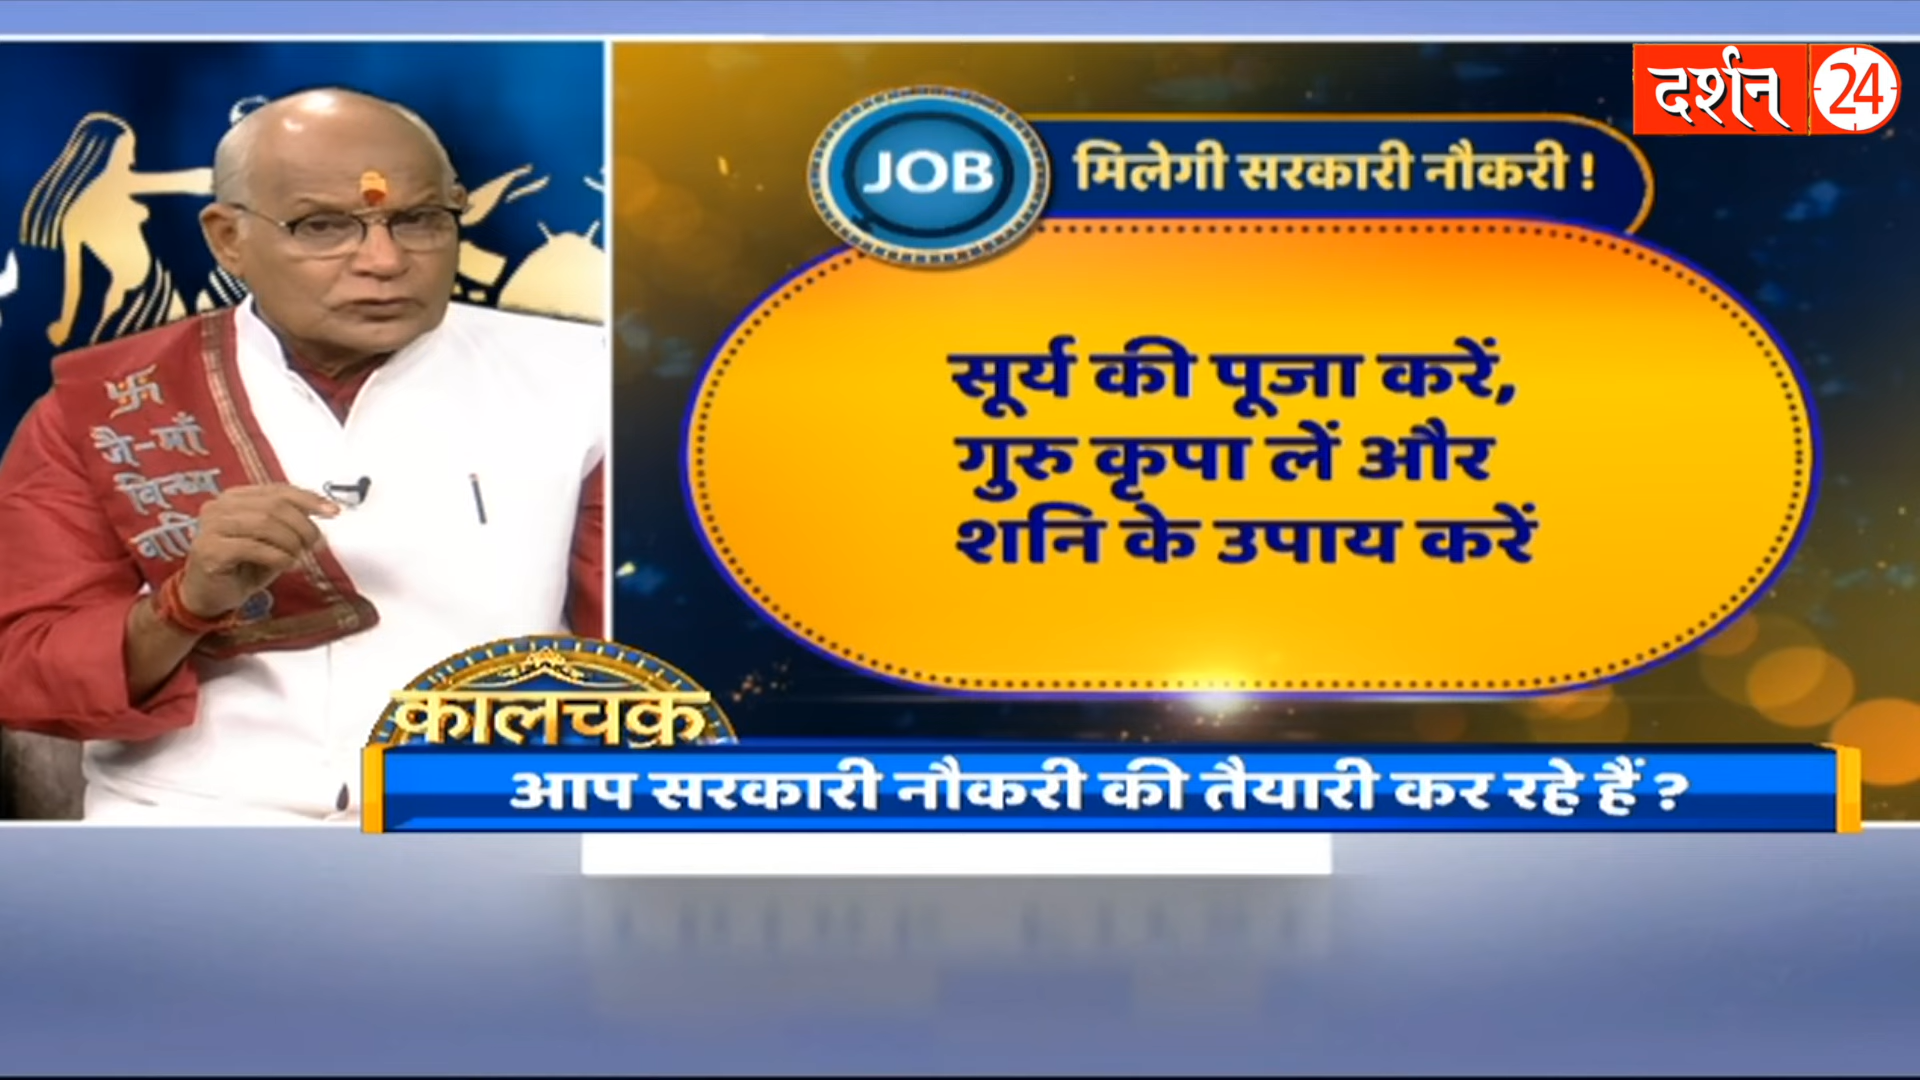 दर्शन 24
JOB मिलेगी सरकारी नौकरी !
सूर्य की पूजा करें,
गुरु कृपा लें और
शनि के उपाय करें
जै-माँ
विन्ध्य
कालचक्र
आप सरकारी नौकरी की तैयारी कर रहे हैं ?